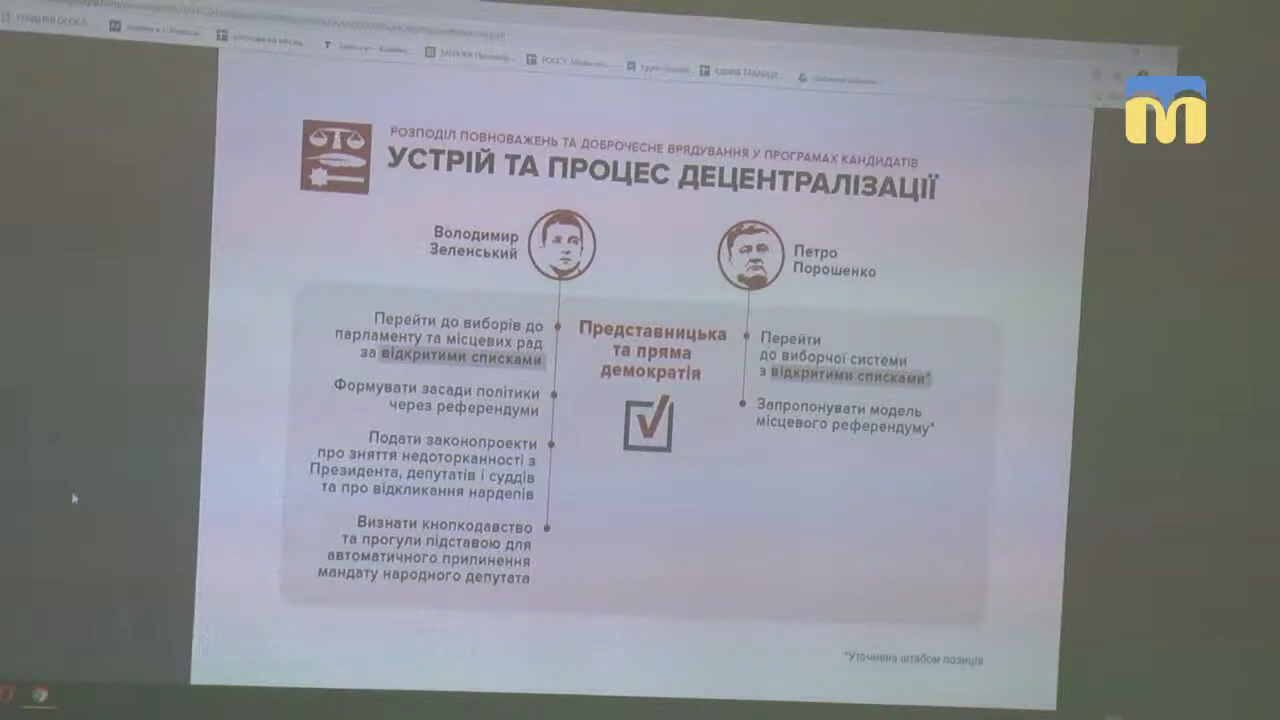 РОЗПОДІЛ ПОВНОВАЖЕНЬ ТА ДОБРОЧЕСНЕ ВРЯДУВАННЯ У ПРОГРАМАХ КАНДИДАТІВ
УСТРІЙ ТА ПРОЦЕС ДЕЦЕНТРАЛІЗАЦІЇ
Володимир
Зеленський
Петро
Порошенко
Перейти до виборів до
парламенту та місцевих рад
за відкритими списками
Формувати засади політики
через референдуми
Подати законопроекти
про зняття недоторканності з
Президента, депутатів і суддів
та про відкликання нардепів
Визнати кнопкодавство
та прогули підставою для
автоматичного припинення
мандату народного депутата
Представницька
та пряма
демократія
Перейти
до виборчої системи
з відкритими списками*
Запропонувати модель
місцевого референдуму*
*Уточнена штабом позиція